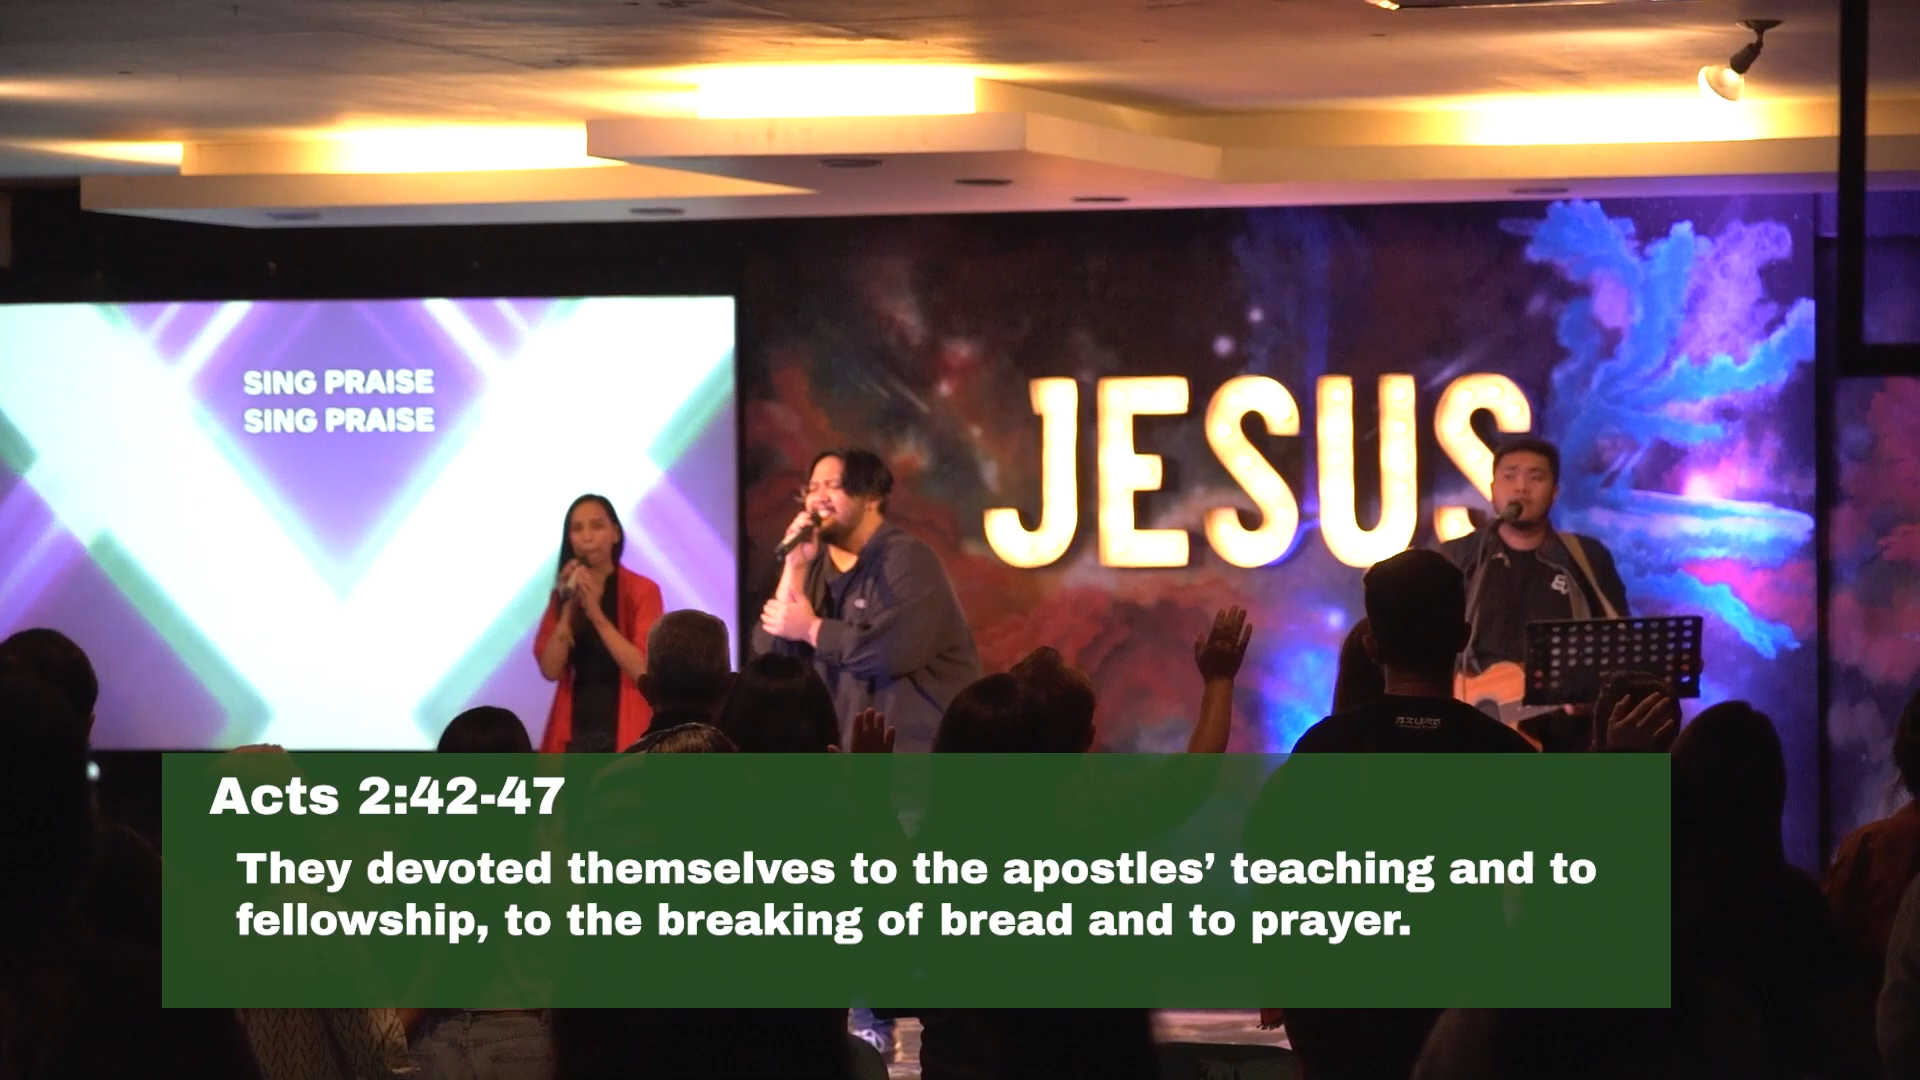 SING PRAISE
SING PRAISE
JESUS
Acts 2:42-47
They devoted themselves to the apostles’ teaching and to
fellowship, to the breaking of bread and to prayer.